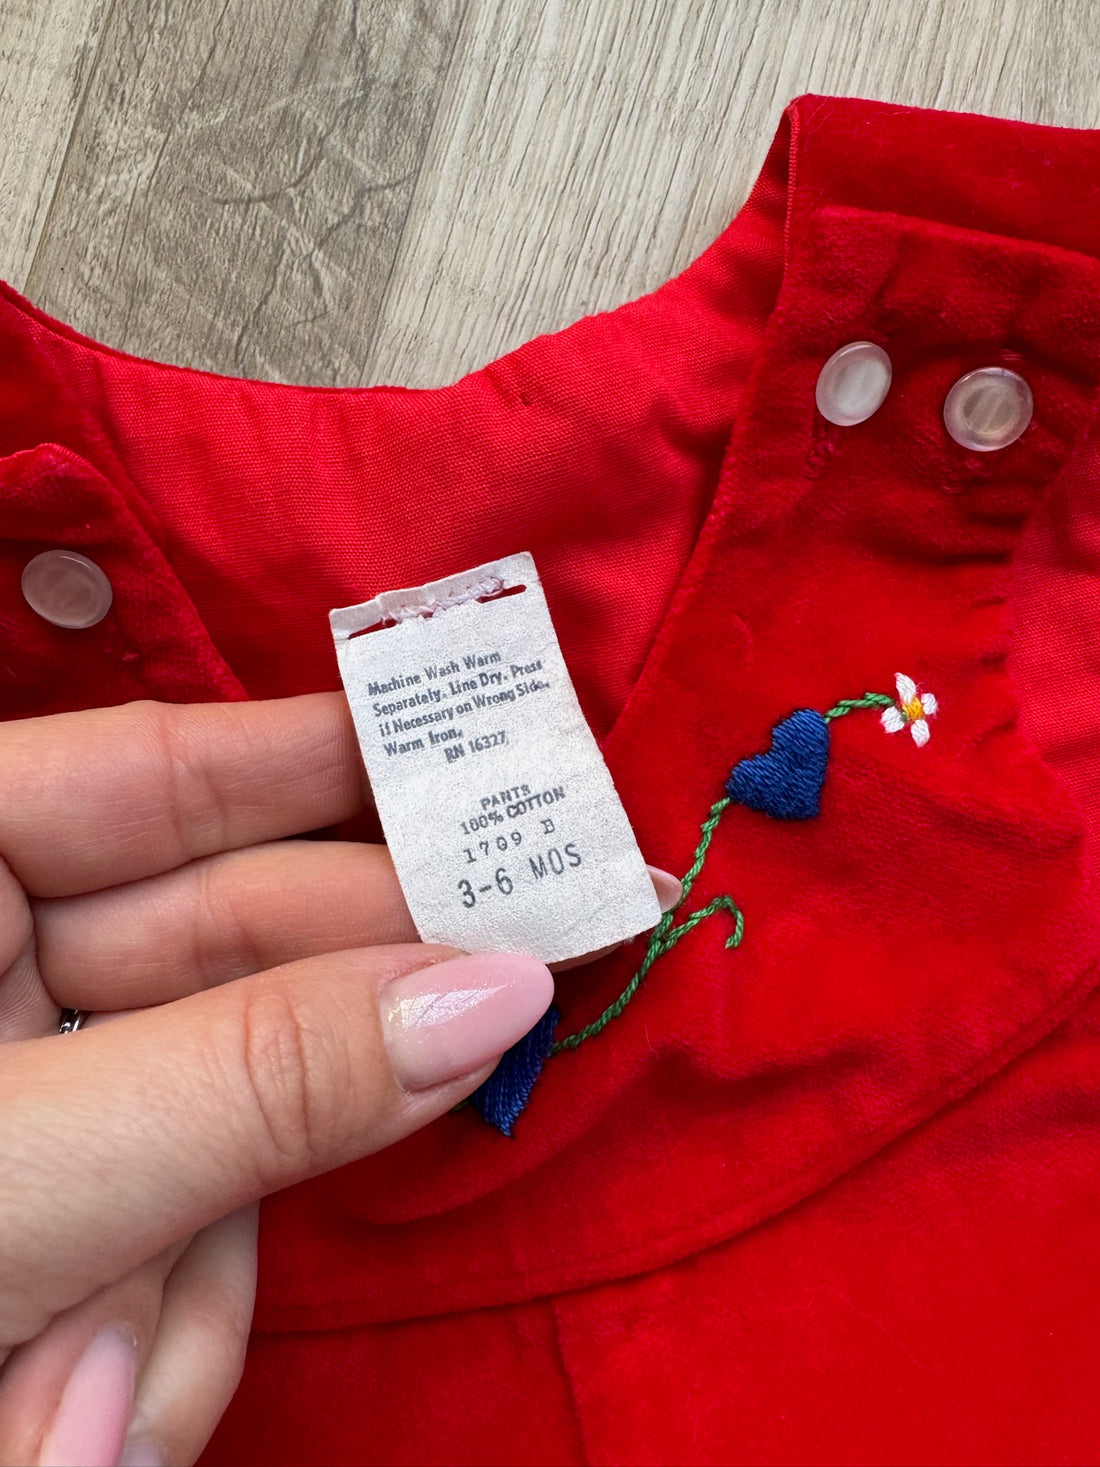 Machine Wash Warm
Separately. Line Dry. Press
if Necessary on Wrong Side.
Warm Iron.
RN 16327
PANTS
100% COTTON
1709 B
3-6 MOS